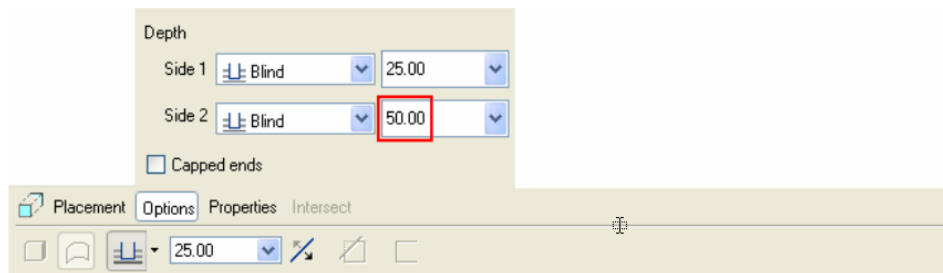 Depth
Side 1 Blind 25.00
Side 2 Blind 50.00
Capped ends
Placement Options Properties Intersect
25.00